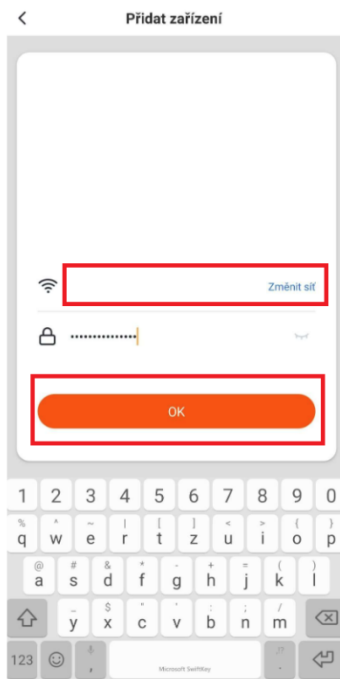 Přidat zařízení
Změnit síť
OK
1 2 3 4 5 6 7 8 9 0
% ^ ~ | [ ] < > { }
q w e r t z u i o p
@ # & * - + = ( )
a s d f g h j k l
_ $ " ' : ; /
y x c v b n m
123 , Microsoft SwiftKey .